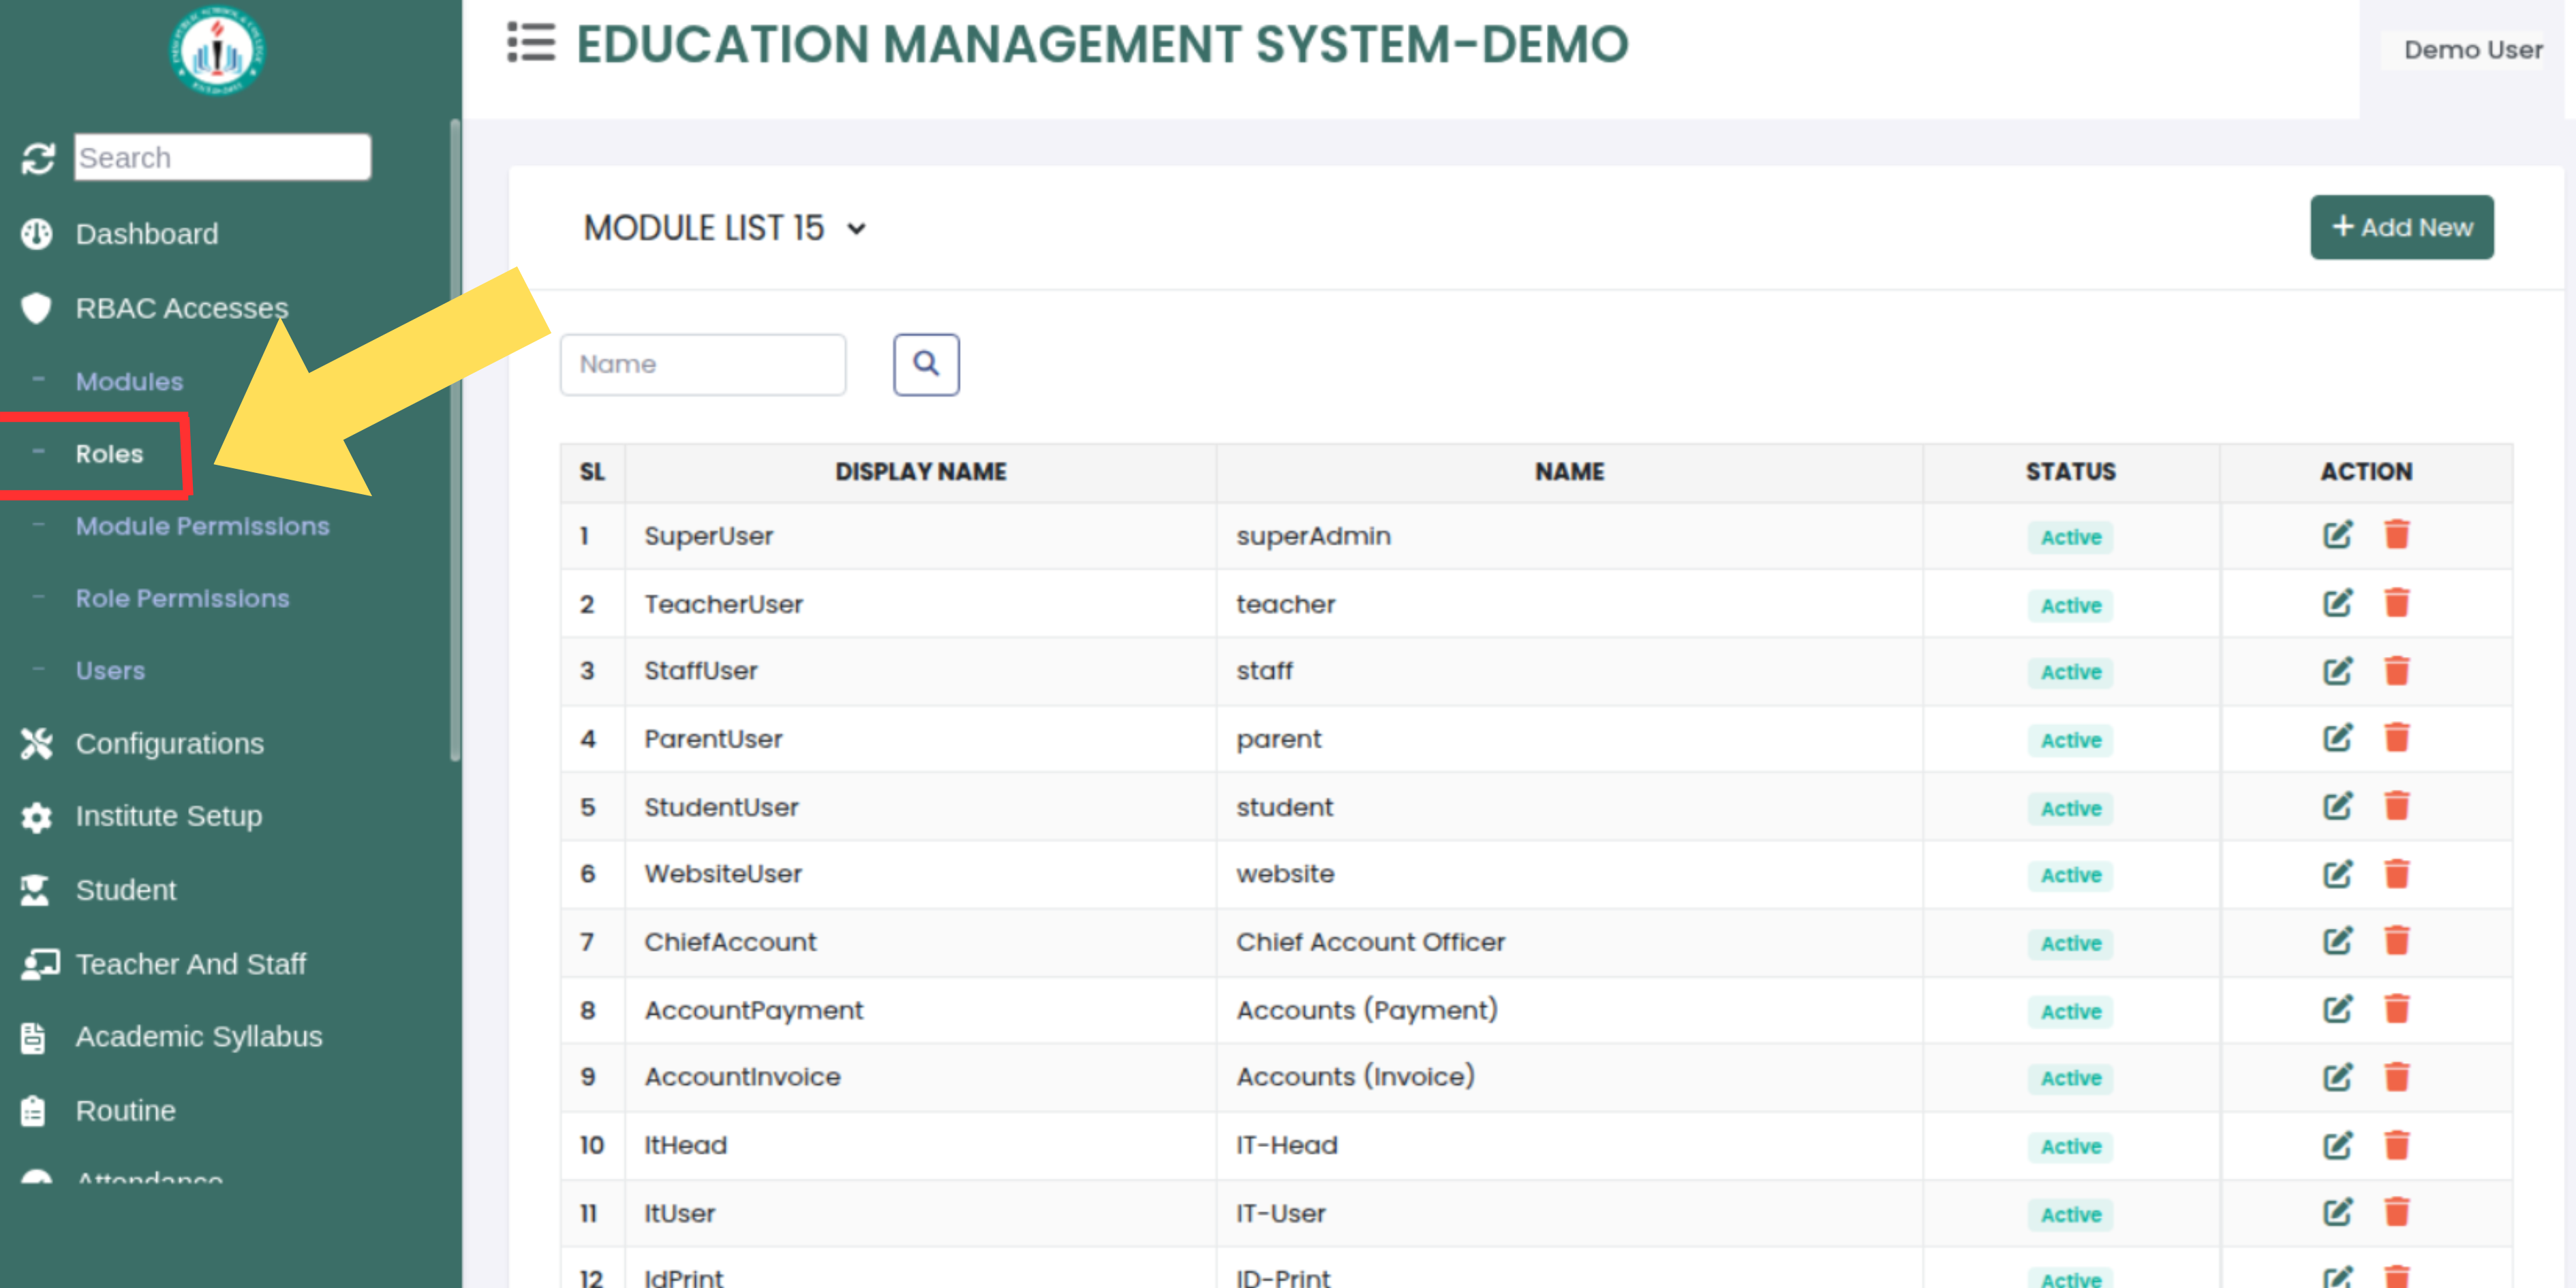 EDUCATION MANAGEMENT SYSTEM-DEMO
Demo User
Search
Dashboard
RBAC Accesses
- Modules
- Roles
- Module Permissions
- Role Permissions
- Users
Configurations
Institute Setup
Student
Teacher And Staff
Academic Syllabus
Routine
Attendance
MODULE LIST 15
+ Add New
Name
SL DISPLAY NAME NAME STATUS ACTION
1 SuperUser superAdmin Active
2 TeacherUser teacher Active
3 StaffUser staff Active
4 ParentUser parent Active
5 StudentUser student Active
6 WebsiteUser website Active
7 ChiefAccount Chief Account Officer Active
8 AccountPayment Accounts (Payment) Active
9 AccountInvoice Accounts (Invoice) Active
10 ItHead IT-Head Active
11 ItUser IT-User Active
12 IdPrint ID-Print Active